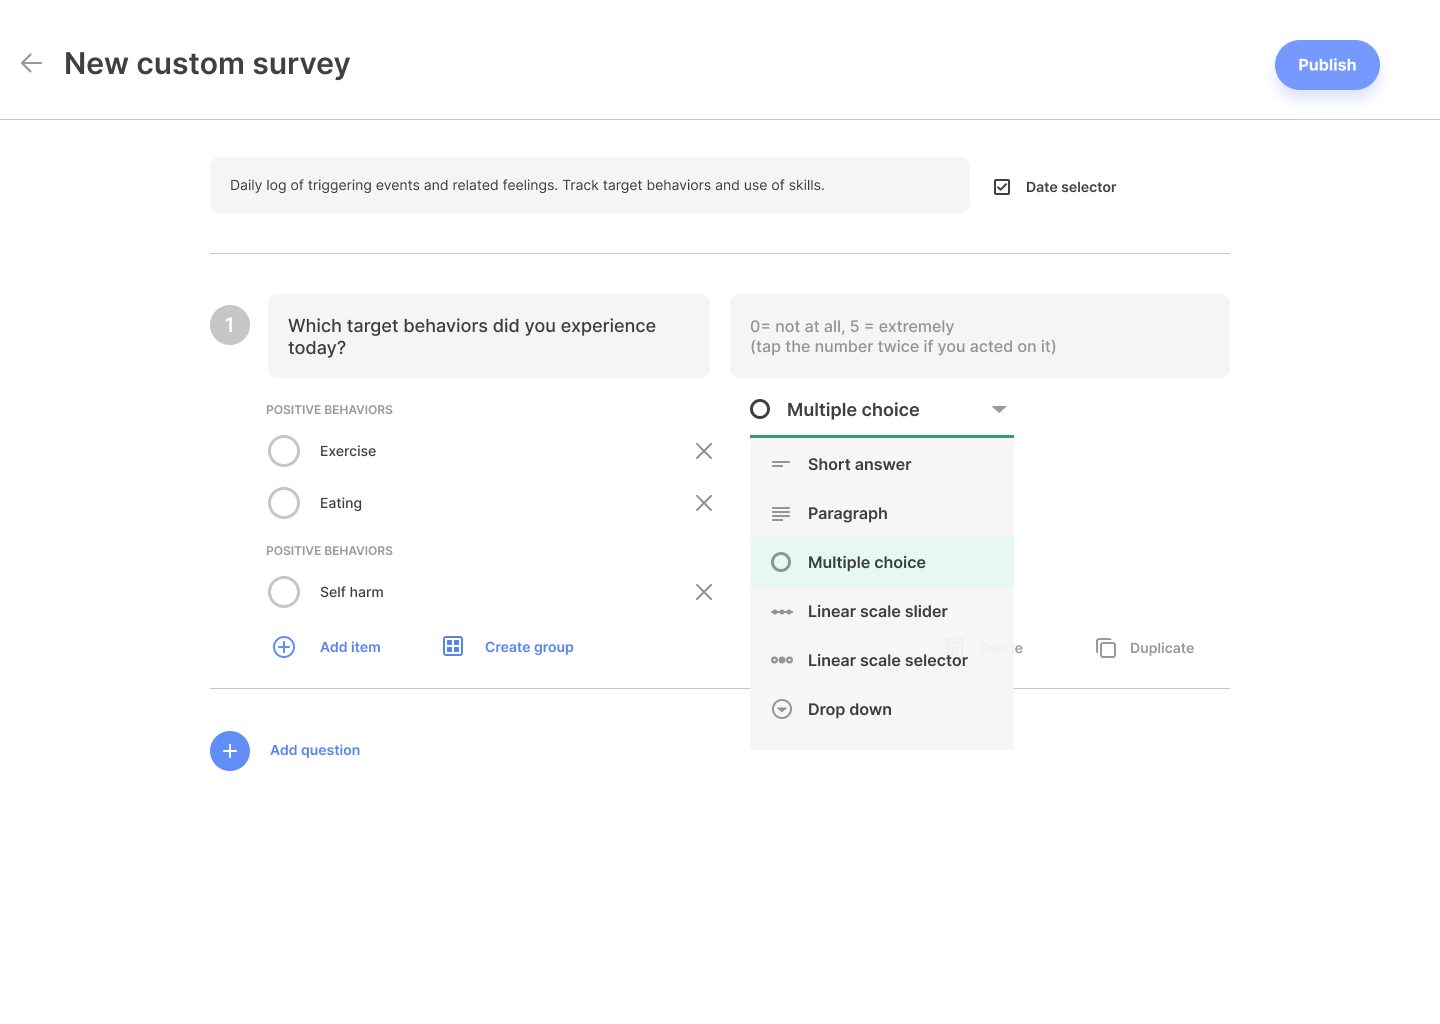 New custom survey
Publish
Daily log of triggering events and related feelings. Track target behaviors and use of skills.
Date selector
1
Which target behaviors did you experience
today?
0= not at all, 5 = extremely
(tap the number twice if you acted on it)
POSITIVE BEHAVIORS
Exercise
Eating
POSITIVE BEHAVIORS
Self harm
Add item
Create group
Multiple choice
Short answer
Paragraph
Multiple choice
Linear scale slider
Linear scale selector
Drop down
Delete
Duplicate
Add question